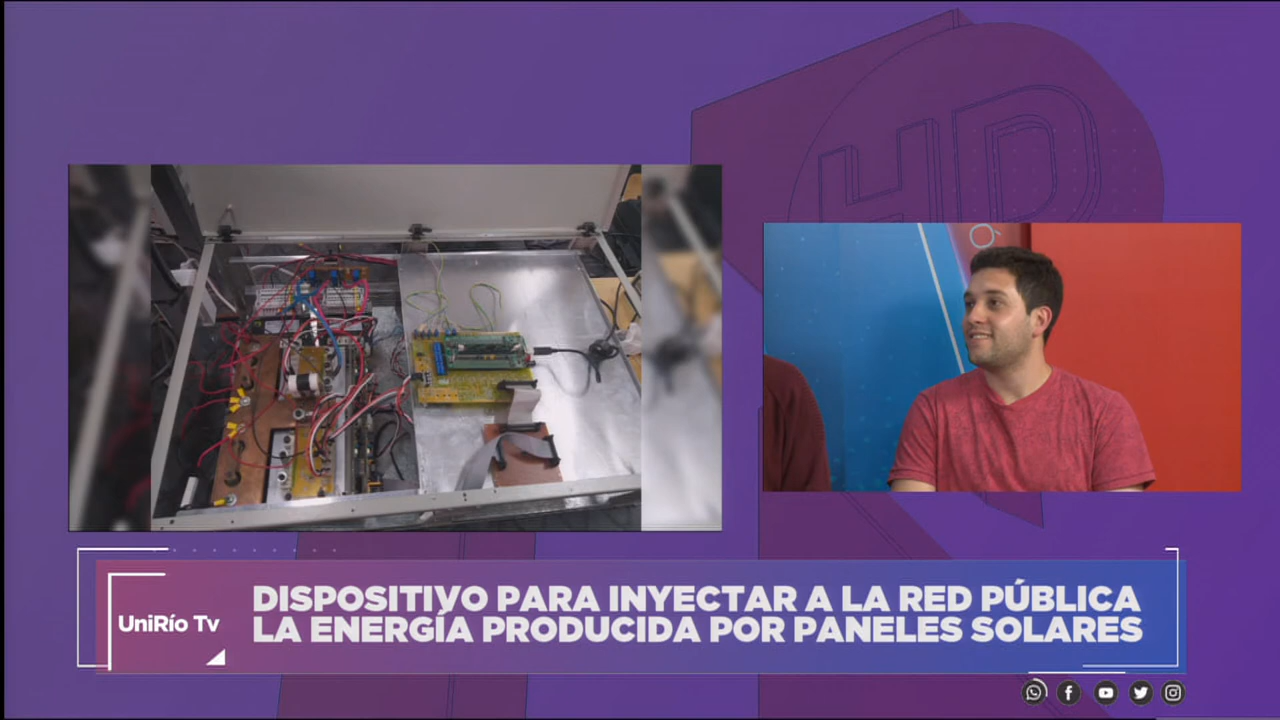 HD
UniRío Tv
DISPOSITIVO PARA INYECTAR A LA RED PÚBLICA
LA ENERGÍA PRODUCIDA POR PANELES SOLARES